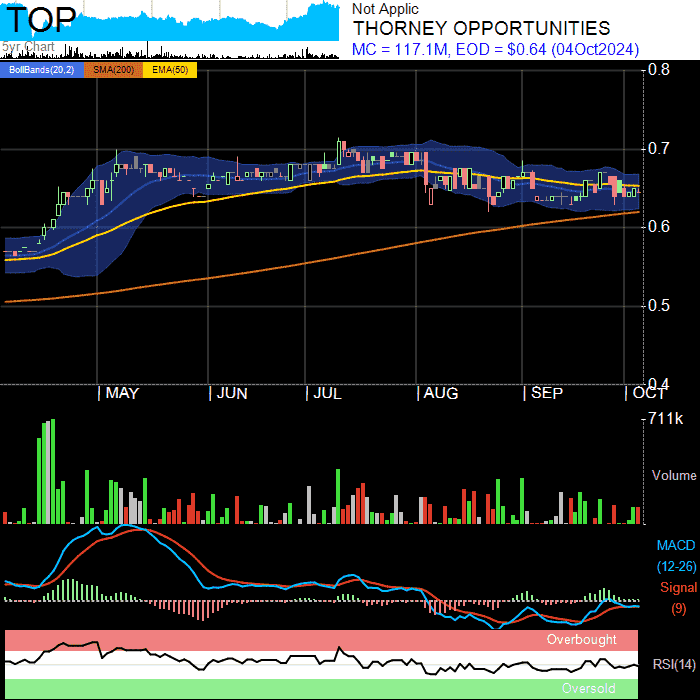 TOP
5yr Chart
Not Applic
THORNEY OPPORTUNITIES
MC = 117.1M, EOD = $0.64 (04Oct2024)
BollBands(20,2) SMA(200) EMA(50)
0.8
0.7
0.6
0.5
0.4
MAY JUN JUL AUG SEP OCT
711k
Volume
MACD
(12-26)
Signal
(9)
Overbought
RSI(14)
Oversold